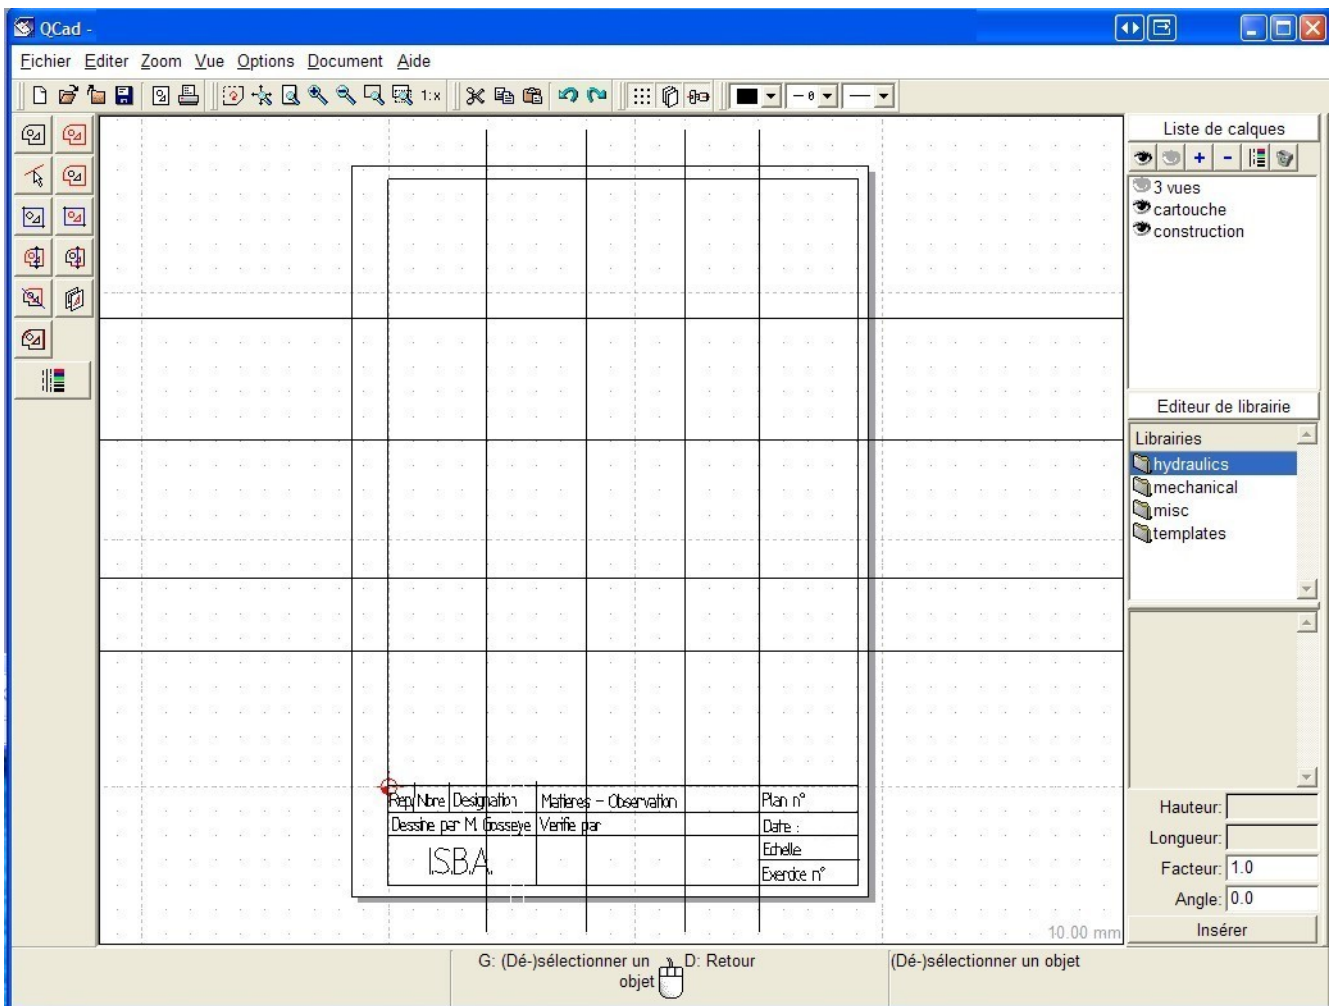 QCad -
Fichier Editer Zoom Vue Options Document Aide
1:x
- 0
Liste de calques
3 vues
cartouche
construction
Editeur de librairie
Librairies
hydraulics
mechanical
misc
templates
Rep Nbre Designation Matieres - Observation Plan n°
Dessine par M. Gosseye Verifie par Date :
I.S.B.A. Echelle
Exercice n°
Hauteur:
Longueur:
Facteur: 1.0
Angle: 0.0
Insérer
10.00 mm
G: (Dé-)sélectionner un D: Retour (Dé-)sélectionner un objet
objet